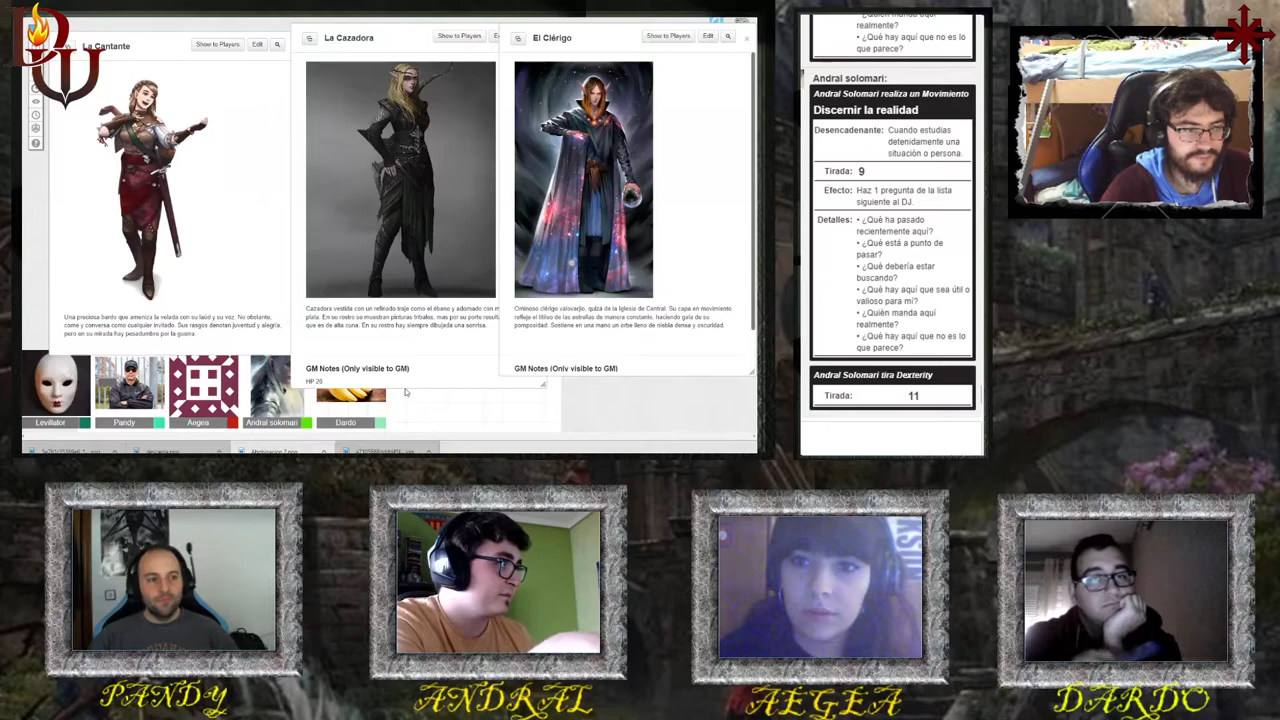 DU
La Cantante
Show to Players
Edit
La Cazadora
Show to Players
El Clérigo
Show to Players
Edit
Una preciosa bardo que ameniza la velada con su laúd y su voz. No obstante,
come y conversa como cualquier invitado. Sus rasgos denotan juventud y alegría,
pero en su mirada hay pesadumbre por la guerra
Cazadora vestida con un refinado traje como el ébano y adornado con m
plata. En su rostro se muestran pinturas tribales, mas por su porte result
que es de alta cuna. En su rostro hay siempre dibujada una sonrisa.
Ominoso clérigo valovarjio, quizá de la Iglesia de Central. Su capa en movimiento
refleja el titileo de las estrellas de manera constante, haciendo gala de su
pomposidad. Sostiene en una mano un orbe lleno de niebla densa y oscuridad.
GM Notes (Only visible to GM)
HP 20
GM Notes (Only visible to GM)
Levillator
Pandy
Aegea
Andral solomari
Dardo
realmente?
• ¿Qué hay aquí que no es lo
que parece?
Andral solomari:
Andral Solomari realiza un Movimiento
Discernir la realidad
Desencadenante: Cuando estudias
detenidamente una
situación o persona.
Tirada: 9
Efecto: Haz 1 pregunta de la lista
siguiente al DJ.
Detalles: • ¿Qué ha pasado
recientemente aquí?
• ¿Qué está a punto de
pasar?
• ¿Qué debería estar
buscando?
• ¿Qué hay aquí que sea útil o
valioso para mí?
• ¿Quién manda aquí
realmente?
• ¿Qué hay aquí que no es lo
que parece?
Andral Solomari tira Dexterity
Tirada: 11
PANDY
ANDRAL
AEGEA
DARDO